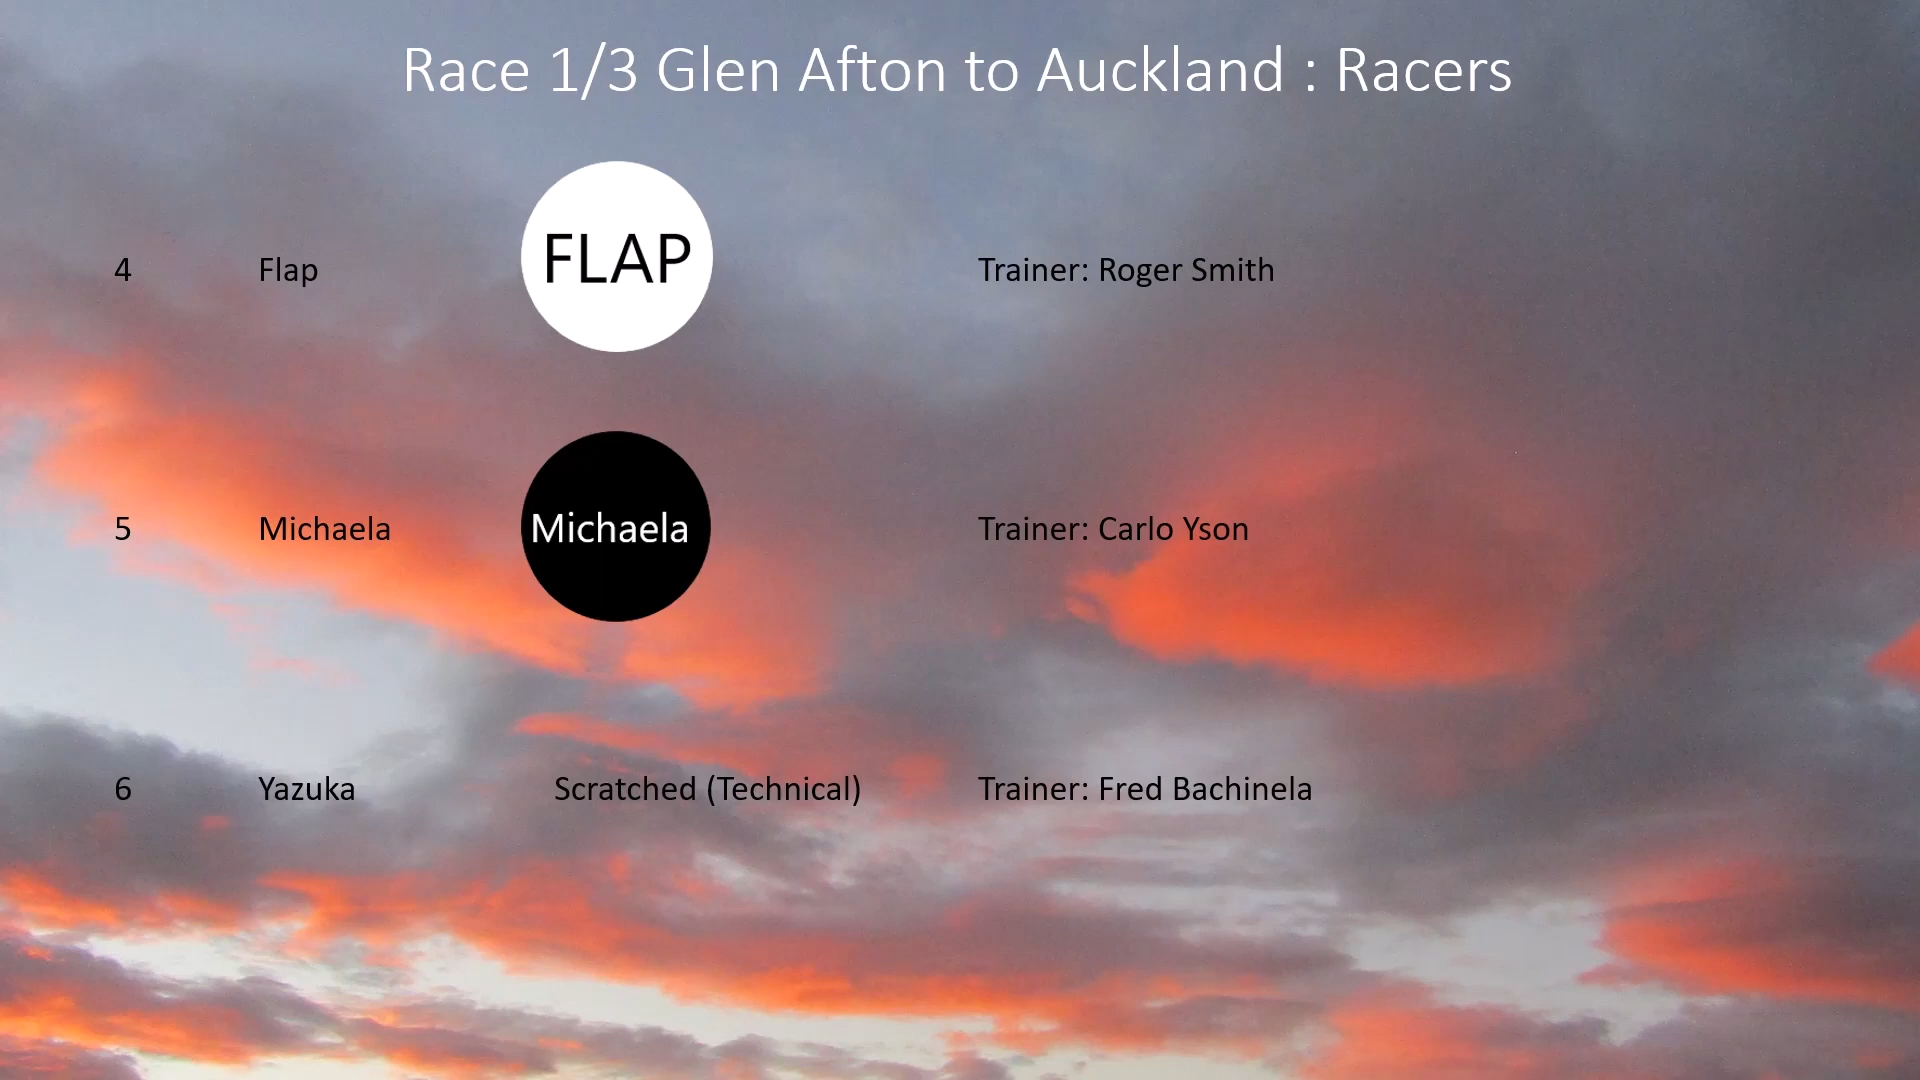 Race 1/3 Glen Afton to Auckland : Racers
4 Flap FLAP Trainer: Roger Smith
5 Michaela Michaela Trainer: Carlo Yson
6 Yazuka Scratched (Technical) Trainer: Fred Bachinela